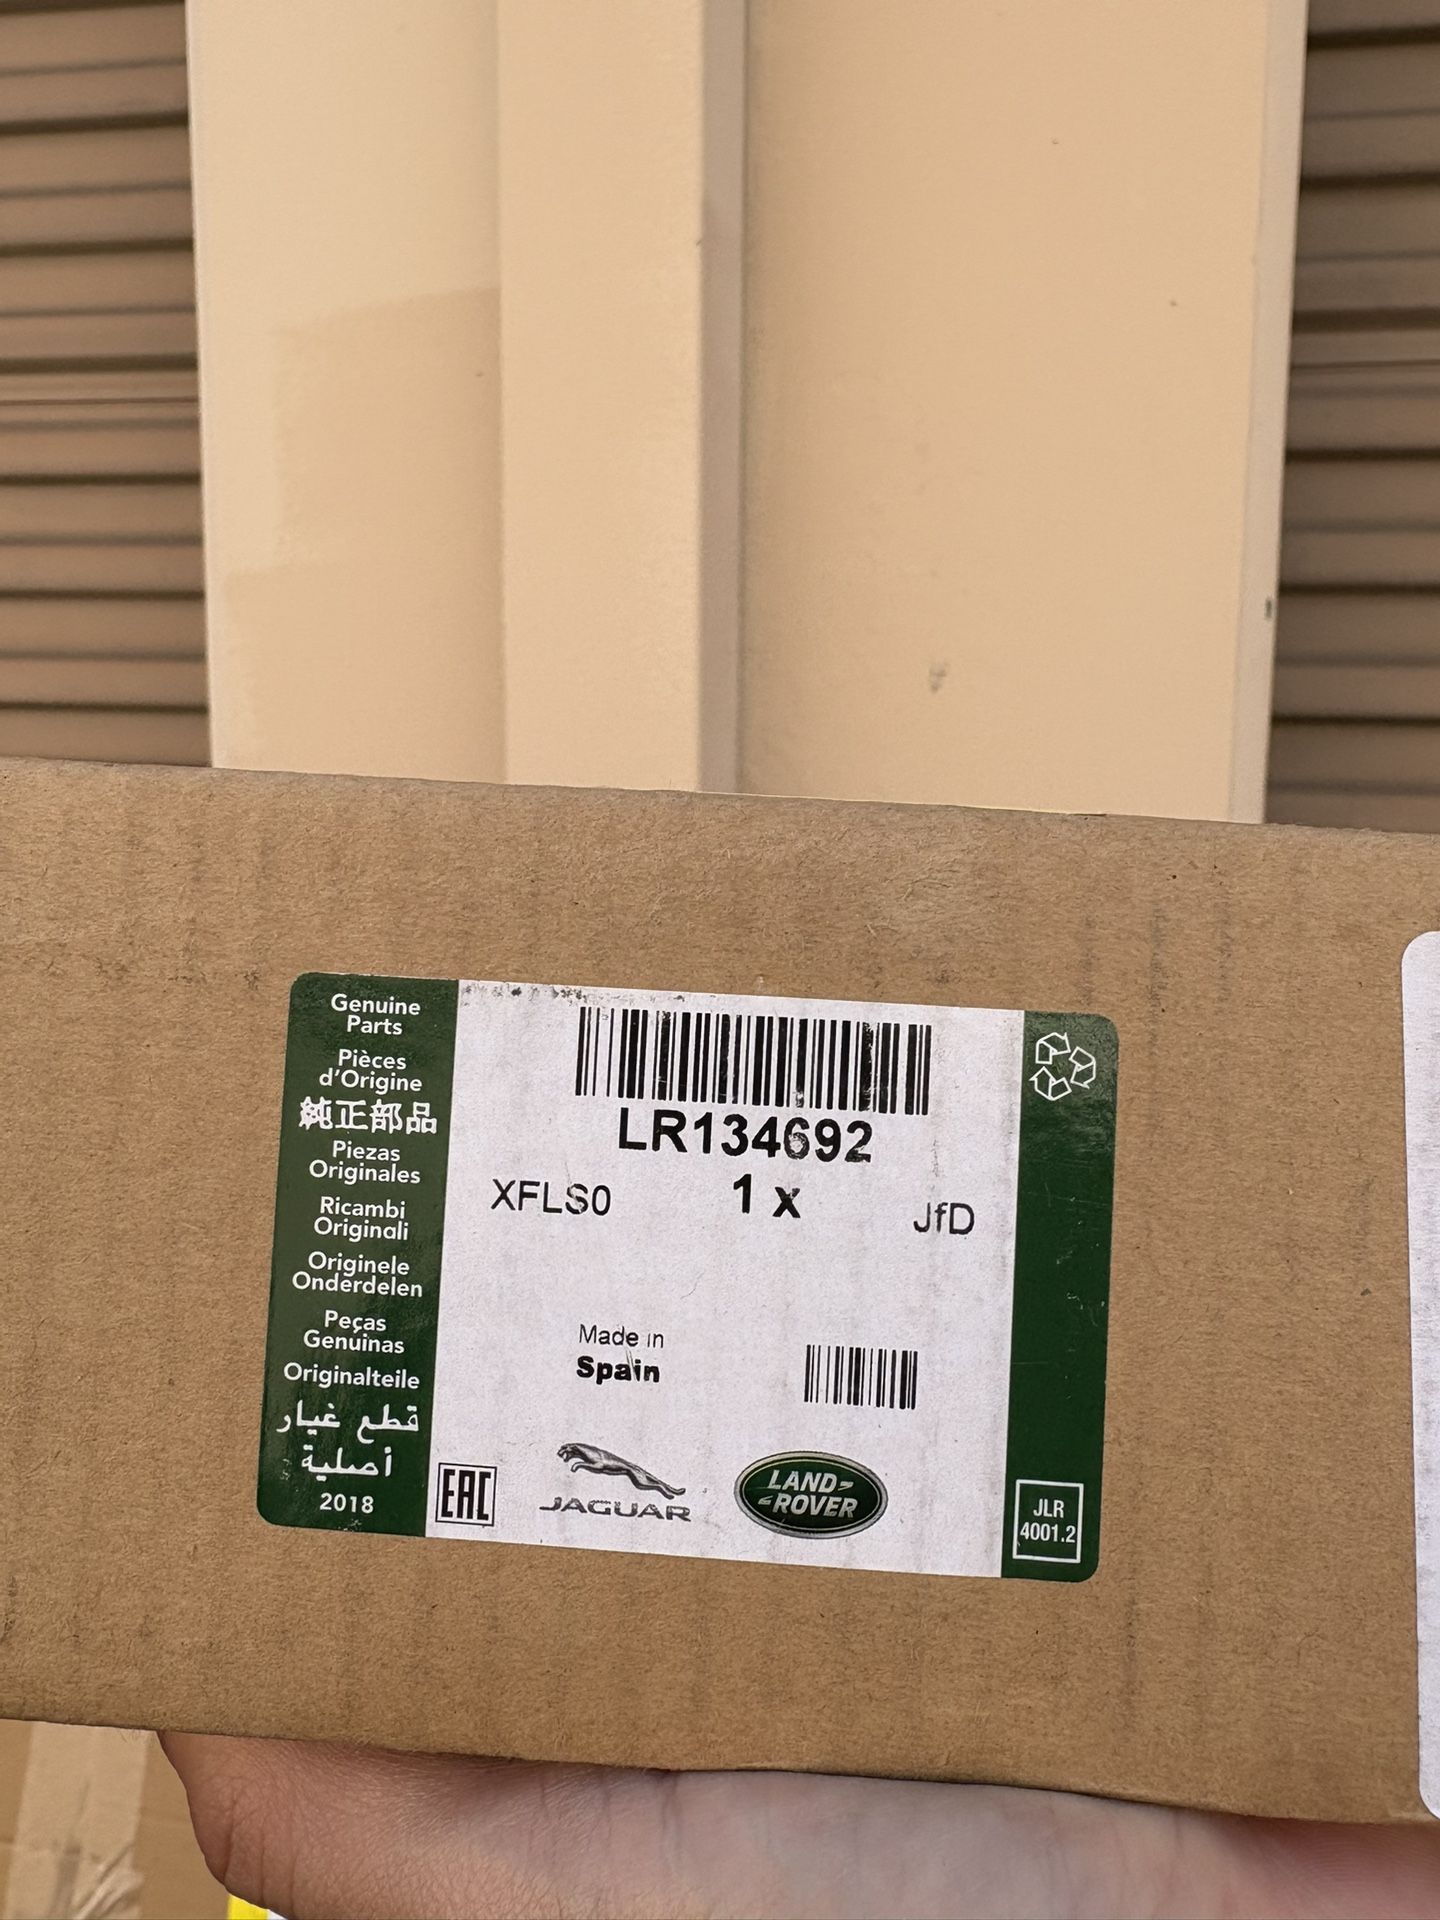 Genuine
Parts
Pièces
d'Origine
純正部品
Piezas
Originales
Ricambi
Originali
Originele
Onderdelen
Peças
Genuínas
Originalteile
قطع غيار
أصلية
2018
LR134692
XFLS0 1 x JfD
Made in
Spain
EAC
JAGUAR
LAND-
-ROVER
JLR
4001.2